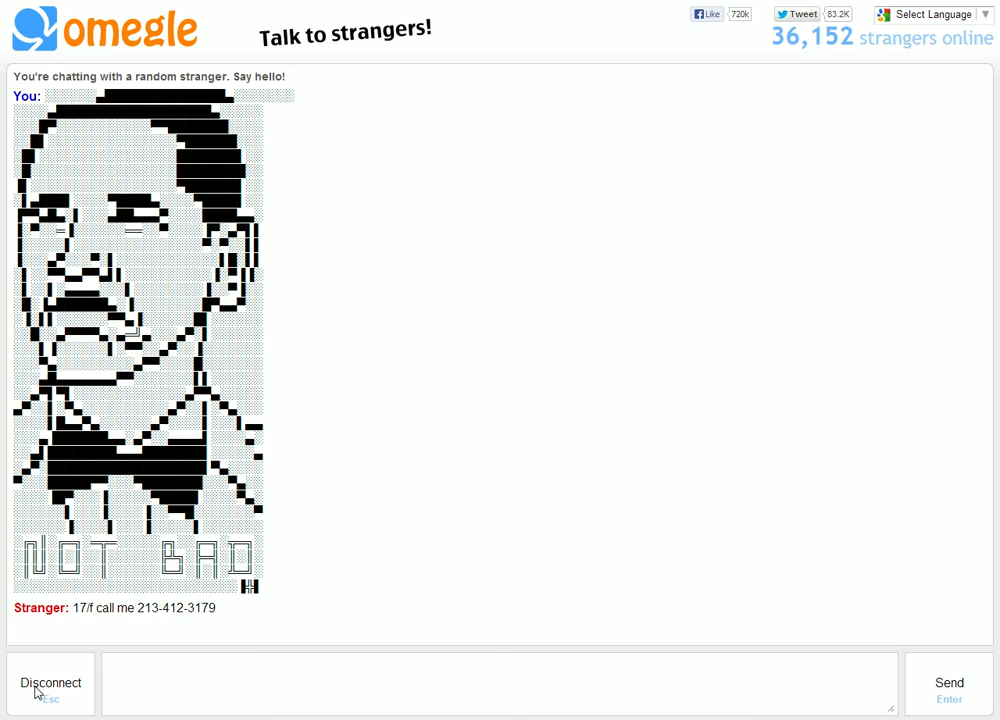 omegle
Talk to strangers!
Like 720k
Tweet 83.2K
Select Language
36,152 strangers online
You're chatting with a random stranger. Say hello!
You:
NOT BAD
Stranger: 17/f call me 213-412-3179
Disconnect
Esc
Send
Enter